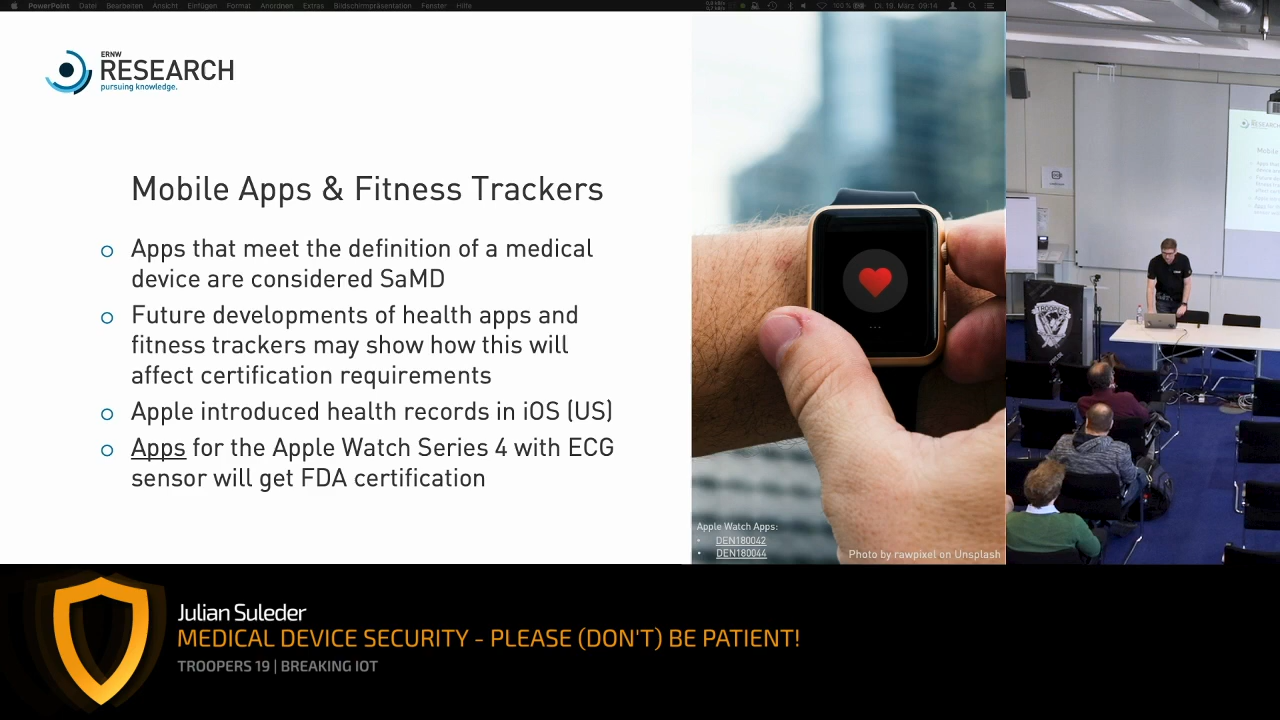 PowerPoint Datei Bearbeiten Ansicht Einfügen Format Anordnen Extras Bildschirmpräsentation Fenster Hilfe
100 % Di. 19. März. 09:14
ERNW
RESEARCH
pursuing knowledge.
Mobile Apps & Fitness Trackers
Apps that meet the definition of a medical
device are considered SaMD
Future developments of health apps and
fitness trackers may show how this will
affect certification requirements
Apple introduced health records in iOS (US)
Apps for the Apple Watch Series 4 with ECG
sensor will get FDA certification
Apple Watch Apps:
• DEN180042
• DEN180044
Photo by rawpixel on Unsplash
RESEARCH
TROOPERS
Julian Suleder
MEDICAL DEVICE SECURITY - PLEASE (DON'T) BE PATIENT!
TROOPERS 19 | BREAKING IOT